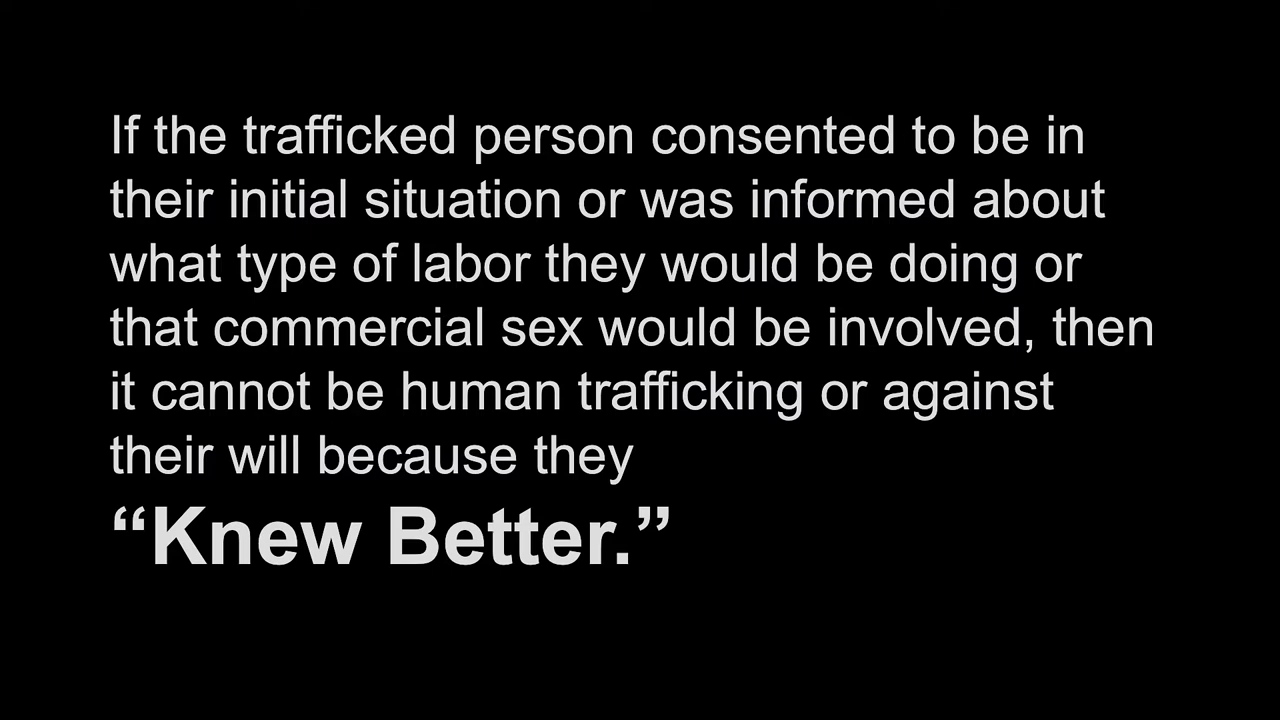 If the trafficked person consented to be in
their initial situation or was informed about
what type of labor they would be doing or
that commercial sex would be involved, then
it cannot be human trafficking or against
their will because they
“Knew Better.”